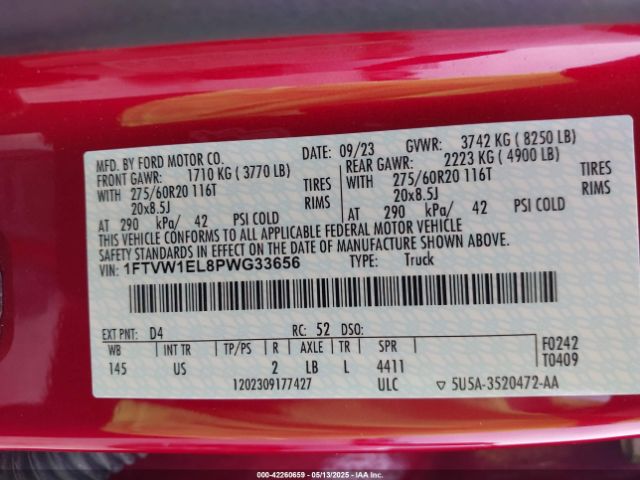 MFD. BY FORD MOTOR CO. DATE: 09/23 GVWR: 3742 KG ( 8250 LB)
FRONT GAWR: 1710 KG ( 3770 LB) REAR GAWR: 2223 KG ( 4900 LB)
WITH 275/60R20 116T TIRES WITH 275/60R20 116T TIRES
20x8.5J RIMS 20x8.5J RIMS
AT 290 kPa/ 42 PSI COLD AT 290 kPa/ 42 PSI COLD
THIS VEHICLE CONFORMS TO ALL APPLICABLE FEDERAL MOTOR VEHICLE
SAFETY STANDARDS IN EFFECT ON THE DATE OF MANUFACTURE SHOWN ABOVE.
VIN: 1FTVW1EL8PWG33656 TYPE: Truck
EXT PNT: D4 RC: 52 DSO:
WB INT TR TP/PS R AXLE TR SPR F0242
145 US 2 LB L 4411 T0409
1202309177427 ULC ▽ 5U5A-3520472-AA
000-42260659 - 05/13/2025 - IAA Inc.